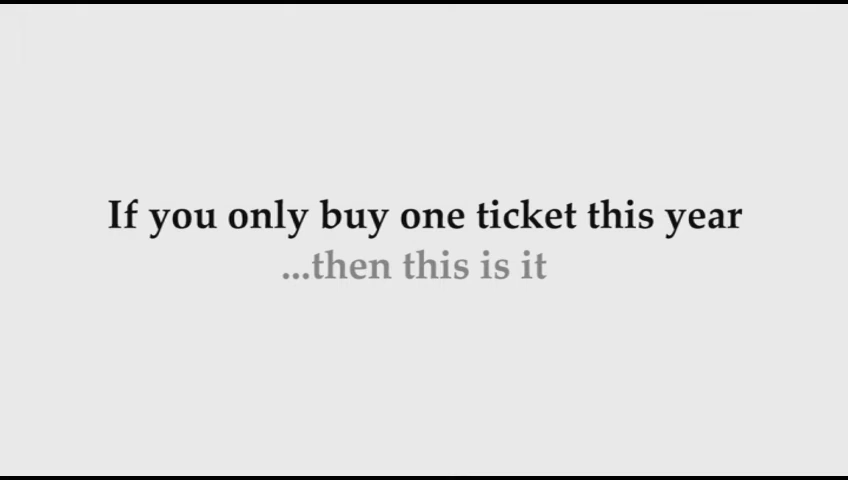 If you only buy one ticket this year
...then this is it